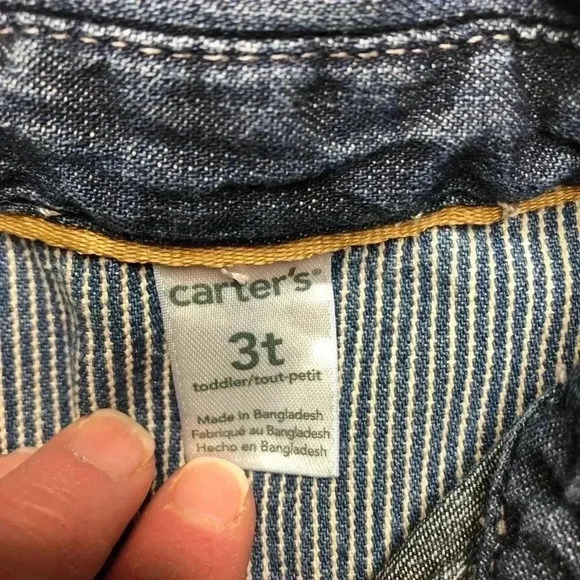 carter's®
3t
toddler/tout-petit
Made in Bangladesh
Fabriqué au Bangladesh
Hecho en Bangladesh